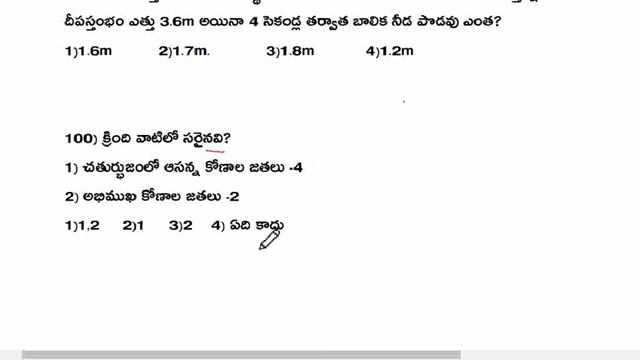 దీపస్తంభం ఎత్తు 3.6m అయినా 4 సెకండ్ల తర్వాత బాలిక నీడ పొడవు ఎంత?
1)1.6m 2)1.7m. 3)1.8m 4)1.2m
100) క్రింది వాటిలో సరైనవి?
1) చతుర్భుజంలో ఆసన్న కోణాల జతలు -4
2) అభిముఖ కోణాల జతలు -2
1)1,2 2)1 3)2 4) ఏది కాదు